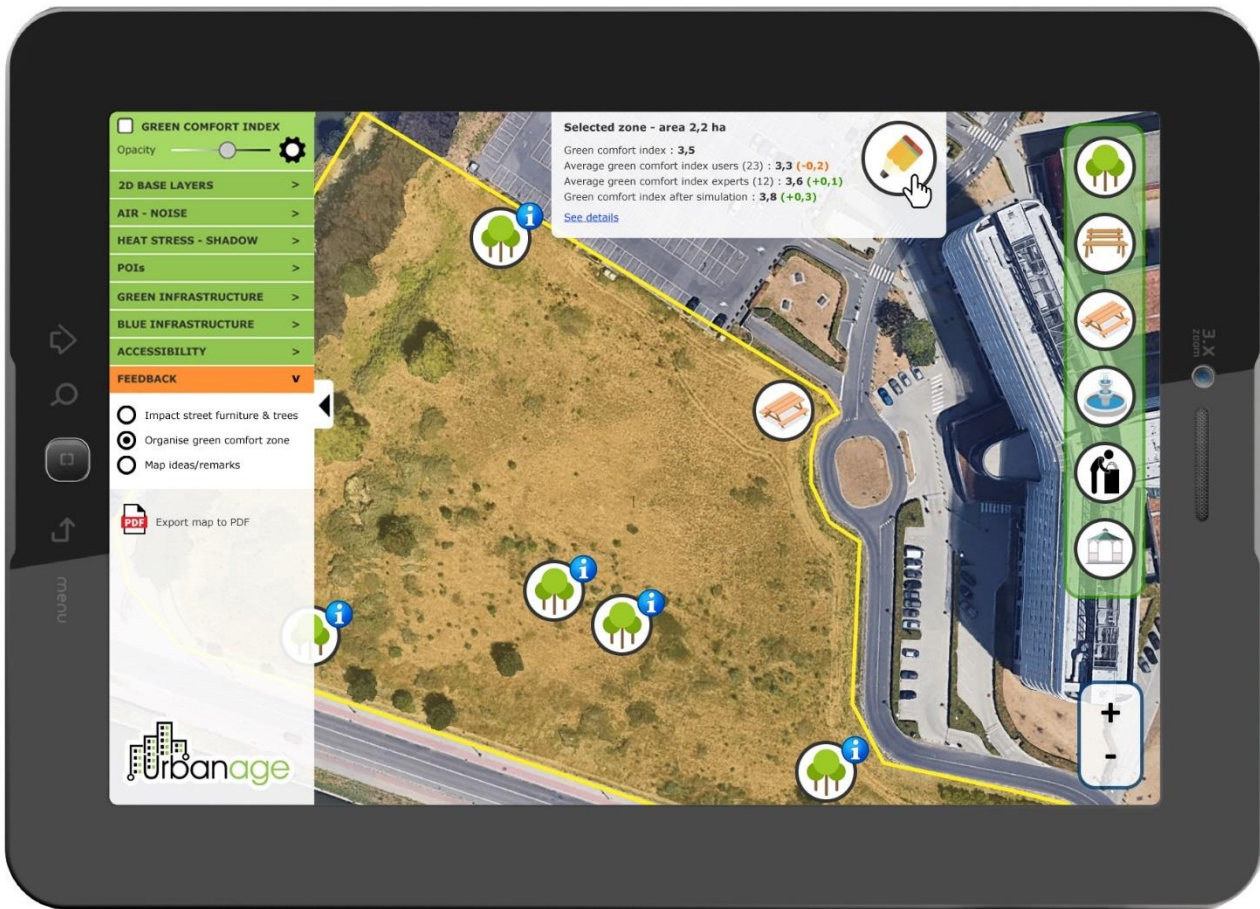 GREEN COMFORT INDEX
Opacity
2D BASE LAYERS >
AIR - NOISE >
HEAT STRESS - SHADOW >
POIs >
GREEN INFRASTRUCTURE >
BLUE INFRASTRUCTURE >
ACCESSIBILITY >
FEEDBACK v
Impact street furniture & trees
Organise green comfort zone
Map ideas/remarks
PDF Export map to PDF
Urbanage
Selected zone - area 2,2 ha
Green comfort index : 3,5
Average green comfort index users (23) : 3,3 (-0,2)
Average green comfort index experts (12) : 3,6 (+0,1)
Green comfort index after simulation : 3,8 (+0,3)
See details
i
i
i
i
i
+
-
menu
3.X
zoom